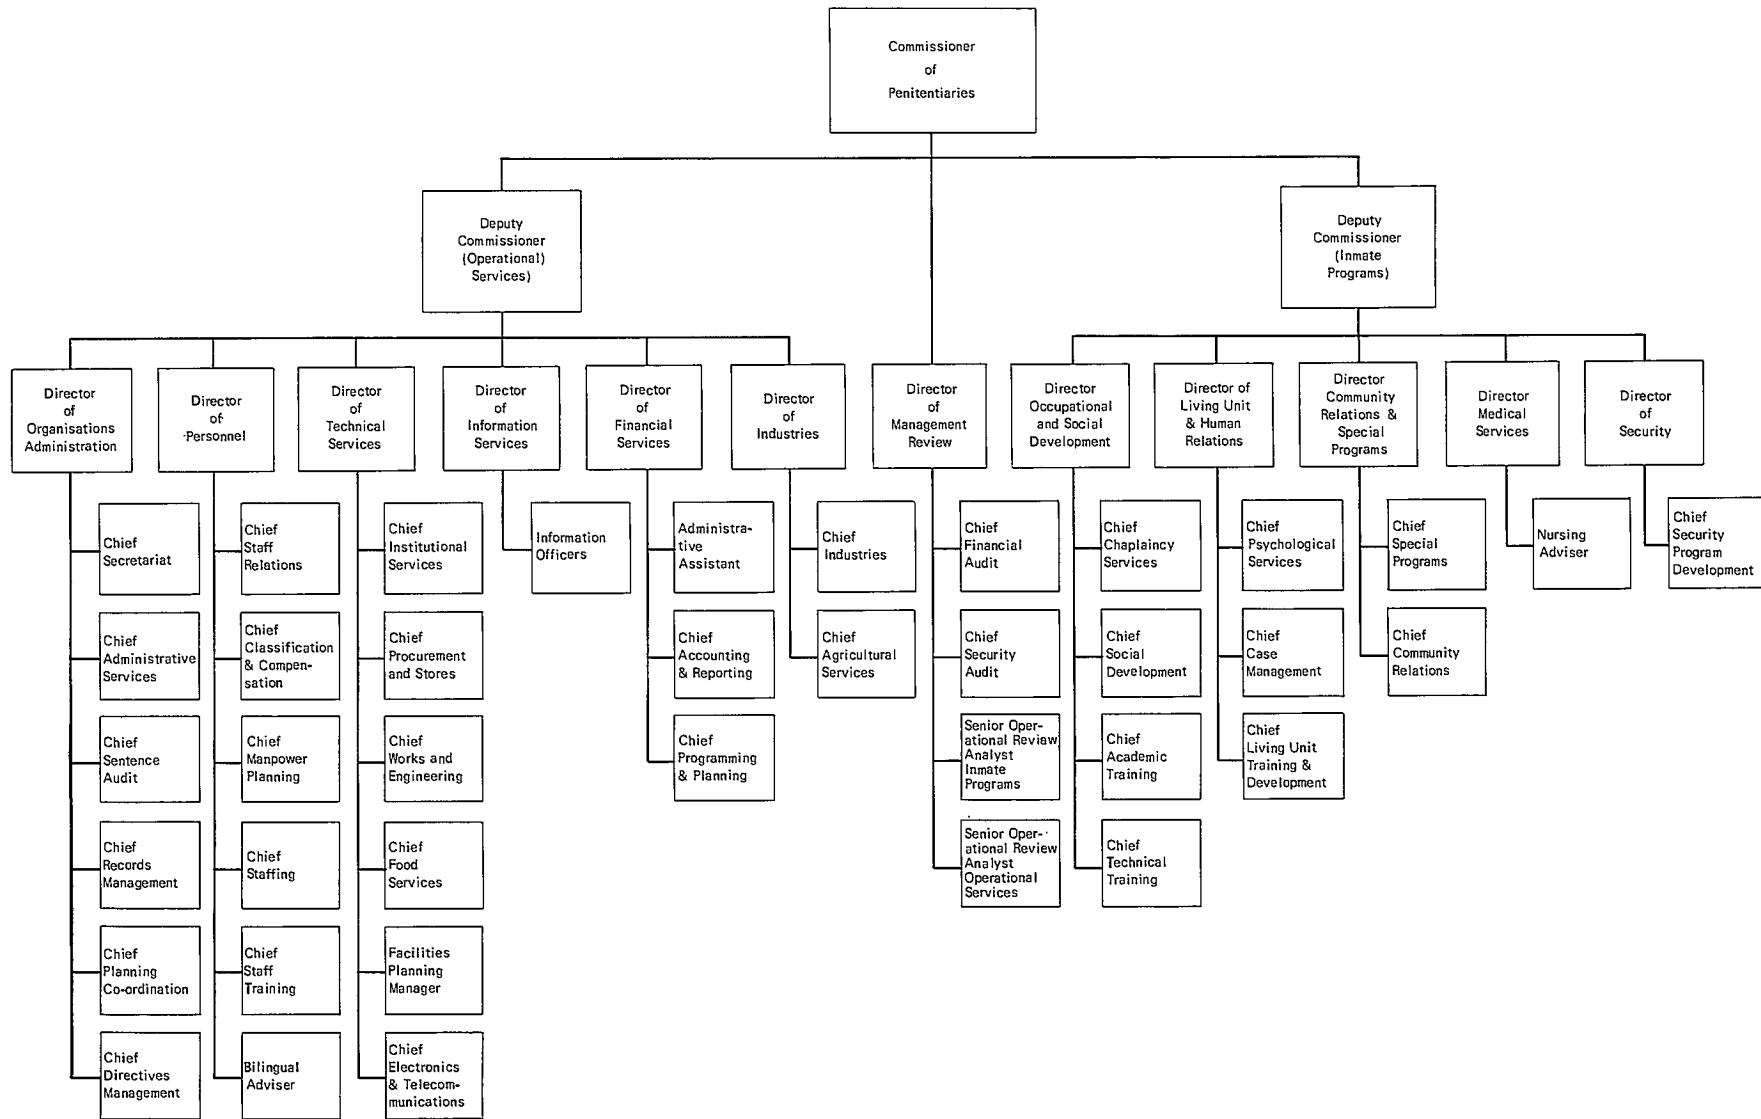 Commissioner
of
Penitentiaries
Deputy
Commissioner
(Operational)
Services)
Deputy
Commissioner
(Inmate
Programs)
Director
of
Organisations
Administration
Director
of
Personnel
Director
of
Technical
Services
Director
of
Information
Services
Director
of
Financial
Services
Director
of
Industries
Director
of
Management
Review
Director
Occupational
and Social
Development
Director of
Living Unit
& Human
Relations
Director
Community
Relations &
Special
Programs
Director
Medical
Services
Director
of
Security
Chief
Secretariat
Chief
Administrative
Services
Chief
Sentence
Audit
Chief
Records
Management
Chief
Planning
Co-ordination
Chief
Directives
Management
Chief
Staff
Relations
Chief
Classification
& Compen-
sation
Chief
Manpower
Planning
Chief
Staffing
Chief
Staff
Training
Bilingual
Adviser
Chief
Institutional
Services
Chief
Procurement
and Stores
Chief
Works and
Engineering
Chief
Food
Services
Facilities
Planning
Manager
Chief
Electronics
& Telecom-
munications
Information
Officers
Administra-
tive
Assistant
Chief
Accounting
& Reporting
Chief
Programming
& Planning
Chief
Industries
Chief
Agricultural
Services
Chief
Financial
Audit
Chief
Security
Audit
Senior Oper-
ational Review
Analyst
Inmate
Programs
Senior Oper-
ational Review
Analyst
Operational
Services
Chief
Chaplaincy
Services
Chief
Social
Development
Chief
Academic
Training
Chief
Technical
Training
Chief
Psychological
Services
Chief
Case
Management
Chief
Living Unit
Training &
Development
Chief
Special
Programs
Chief
Community
Relations
Nursing
Adviser
Chief
Security
Program
Development